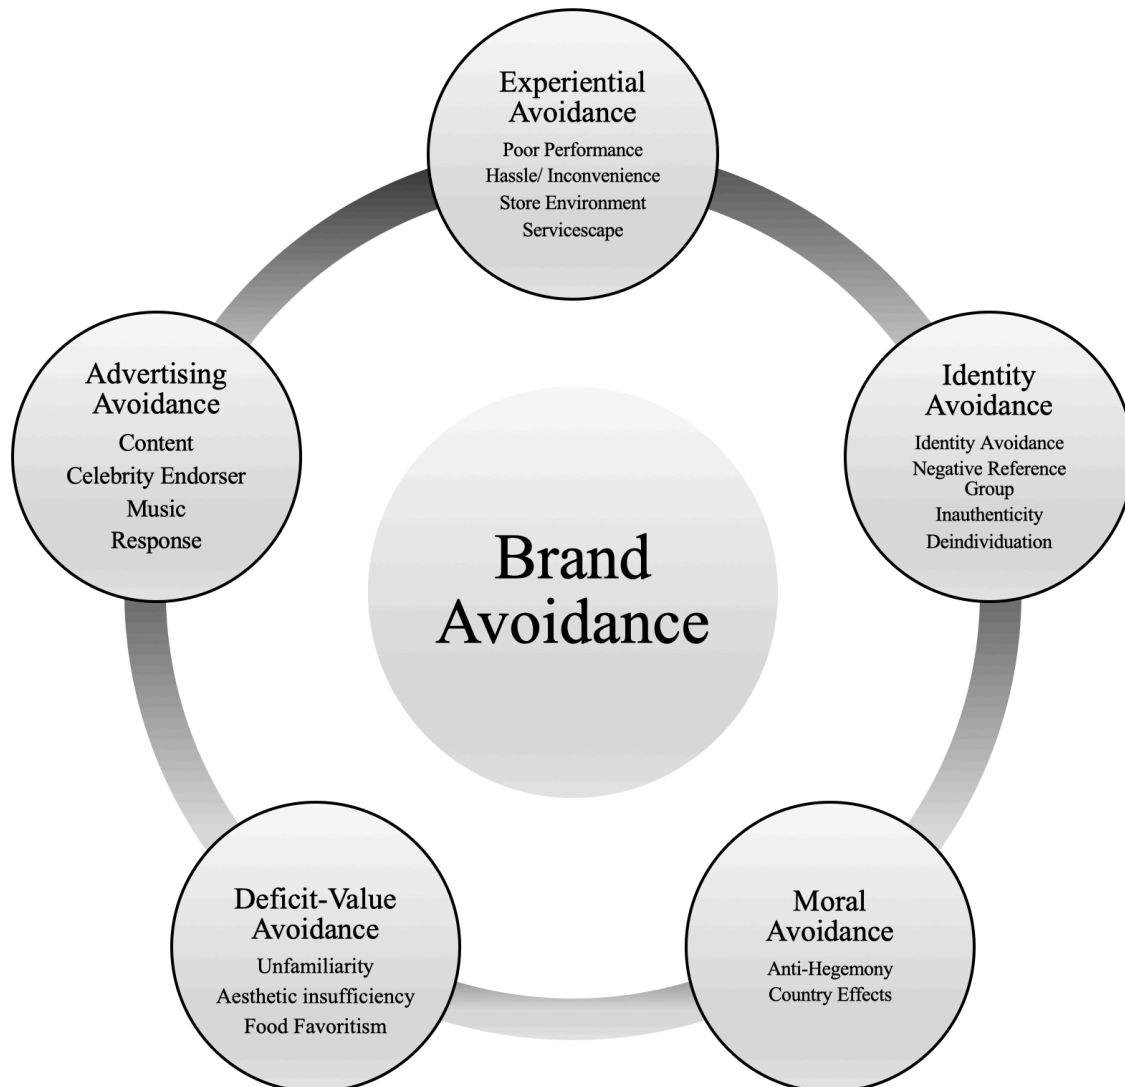 Experiential
Avoidance
Poor Performance
Hassle/ Inconvenience
Store Environment
Servicescape
Identity
Avoidance
Identity Avoidance
Negative Reference
Group
Inauthenticity
Deindividuation
Moral
Avoidance
Anti-Hegemony
Country Effects
Deficit-Value
Avoidance
Unfamiliarity
Aesthetic insufficiency
Food Favoritism
Advertising
Avoidance
Content
Celebrity Endorser
Music
Response
Brand
Avoidance